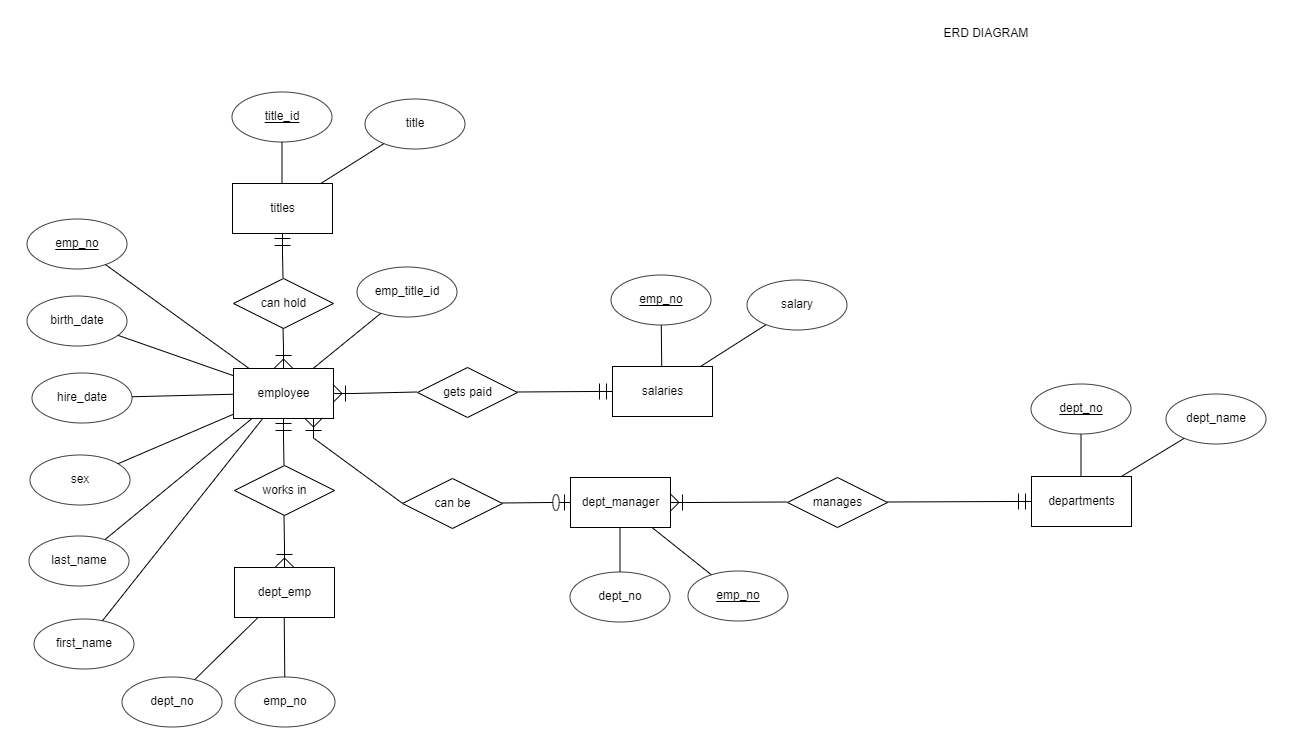 ERD DIAGRAM
title_id
title
titles
emp_no
can hold
emp_title_id
birth_date
emp_no
salary
employee
gets paid
salaries
hire_date
dept_no
dept_name
sex
works in
can be
dept_manager
manages
departments
last_name
dept_emp
dept_no
emp_no
first_name
dept_no
emp_no